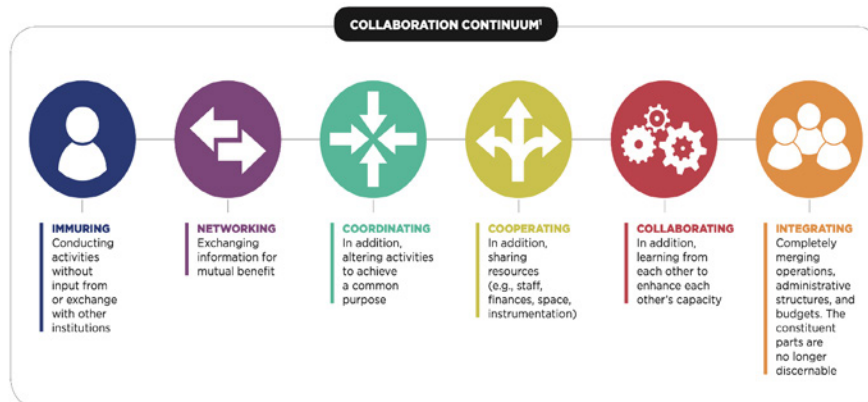 COLLABORATION CONTINUUM¹
IMMURING
Conducting
activities
without
input from
or exchange
with other
institutions
NETWORKING
Exchanging
information for
mutual benefit
COORDINATING
In addition,
altering activities
to achieve
a common
purpose
COOPERATING
In addition,
sharing
resources
(e.g., staff,
finances, space,
instrumentation)
COLLABORATING
In addition,
learning from
each other to
enhance each
other's capacity
INTEGRATING
Completely
merging
operations,
administrative
structures, and
budgets. The
constituent
parts are
no longer
discernable